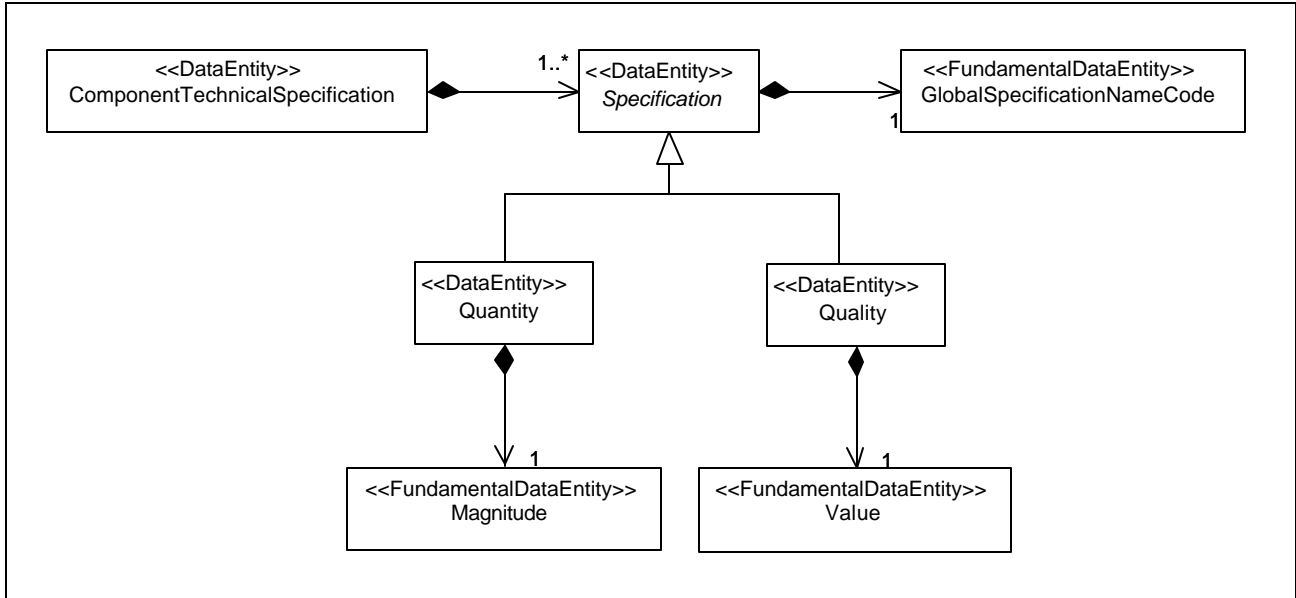 <<DataEntity>>
ComponentTechnicalSpecification
1..*
<<DataEntity>>
Specification
<<FundamentalDataEntity>>
GlobalSpecificationNameCode
1
<<DataEntity>>
Quantity
<<DataEntity>>
Quality
1
<<FundamentalDataEntity>>
Magnitude
1
<<FundamentalDataEntity>>
Value